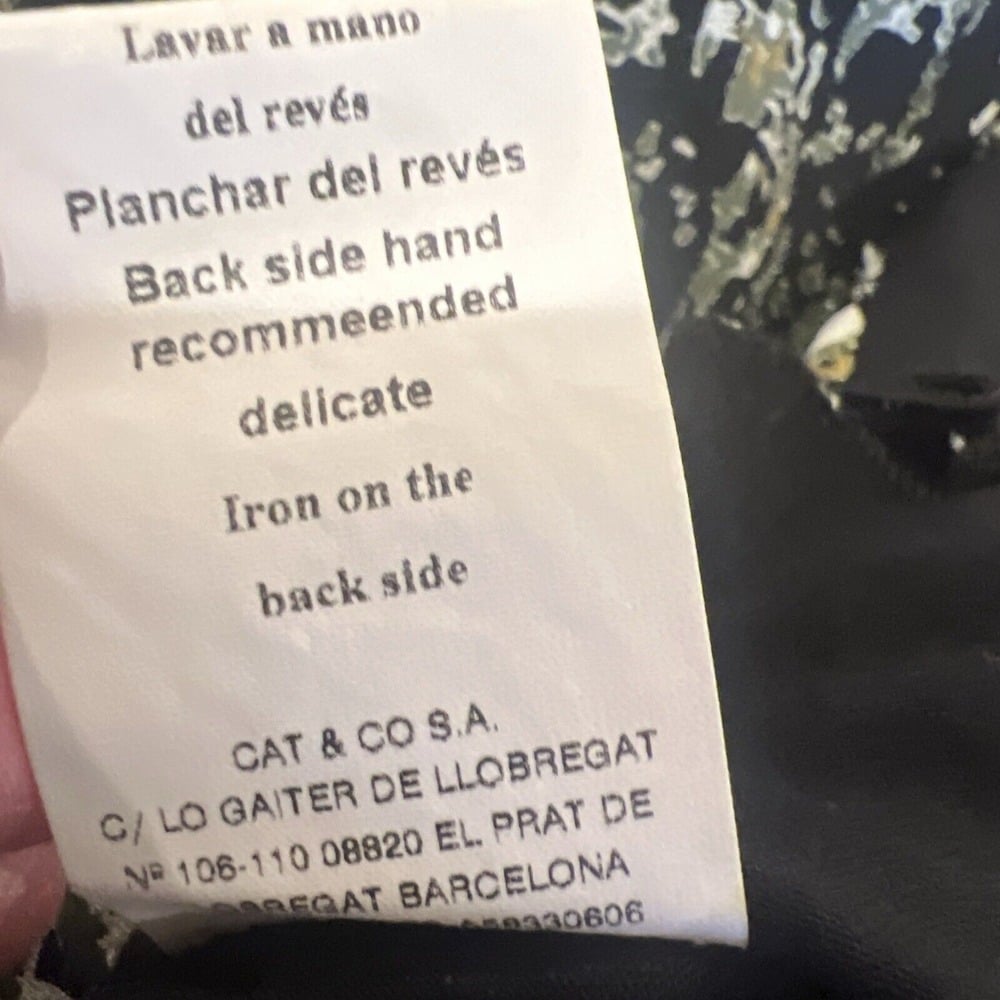 Lavar a mano
del revés
Planchar del revés
Back side hand
recommeended
delicate
Iron on the
back side
CAT & CO S.A.
C/ LO GAITER DE LLOBREGAT
Nº 106-110 08820 EL PRAT DE
BARCELONA